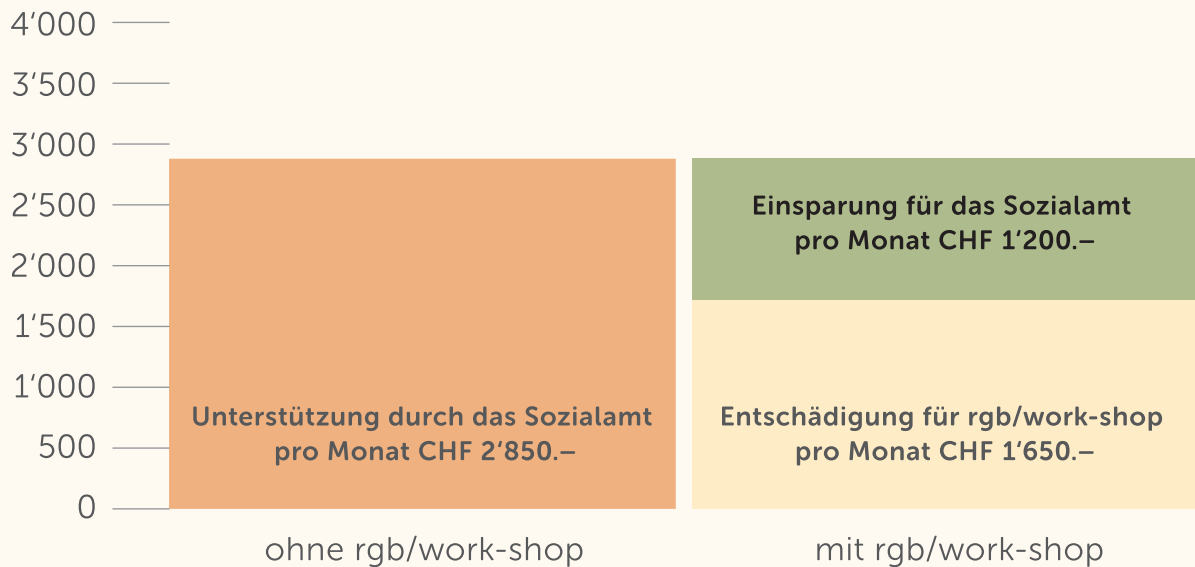 4‘000
3‘500
3‘000
2‘500
2‘000
1‘500
1‘000
500
0
Unterstützung durch das Sozialamt
pro Monat CHF 2‘850.–
Einsparung für das Sozialamt
pro Monat CHF 1‘200.–
Entschädigung für rgb/work-shop
pro Monat CHF 1‘650.–
ohne rgb/work-shop
mit rgb/work-shop